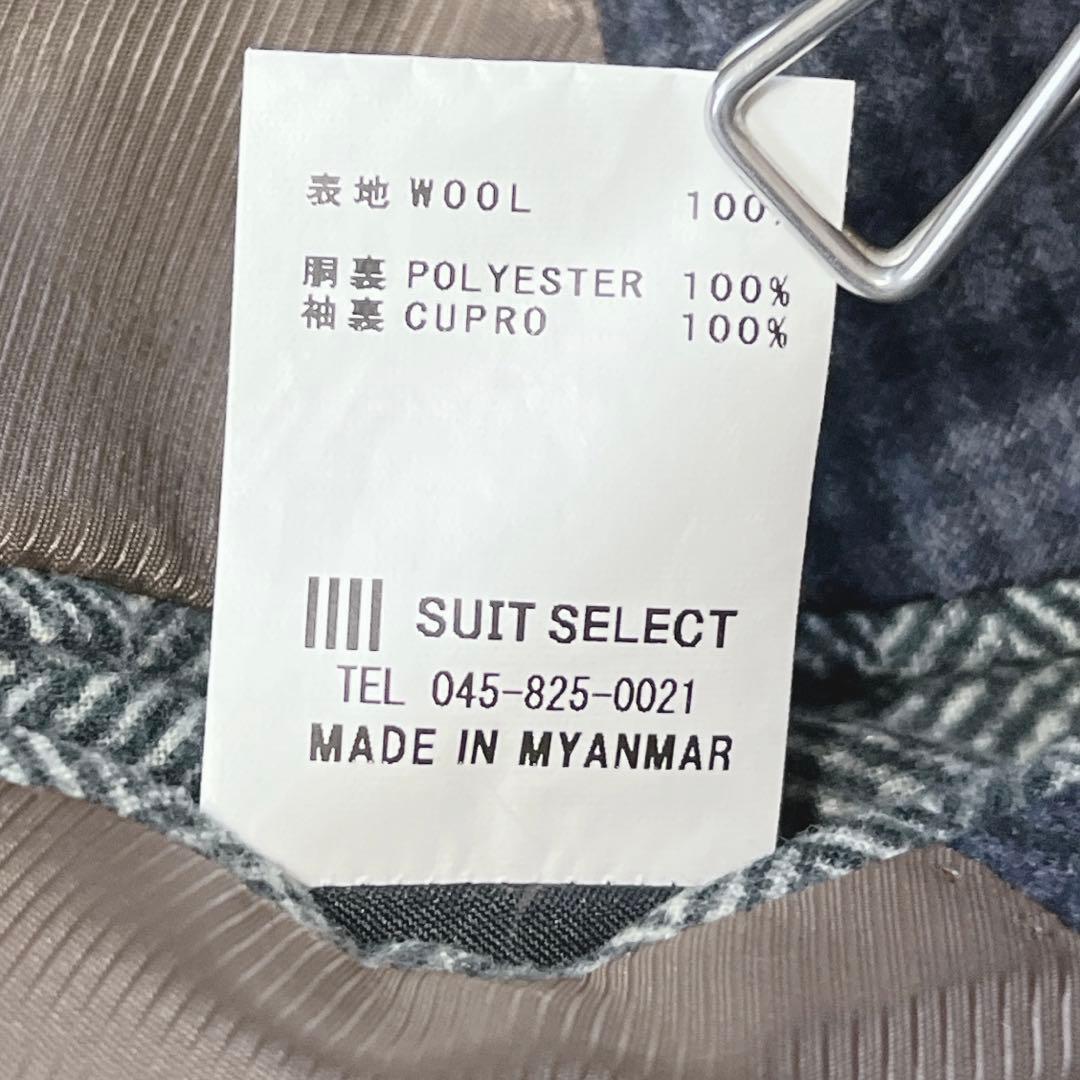 表地 WOOL 100%
胴裏 POLYESTER 100%
袖裏 CUPRO 100%
SUIT SELECT
TEL 045-825-0021
MADE IN MYANMAR